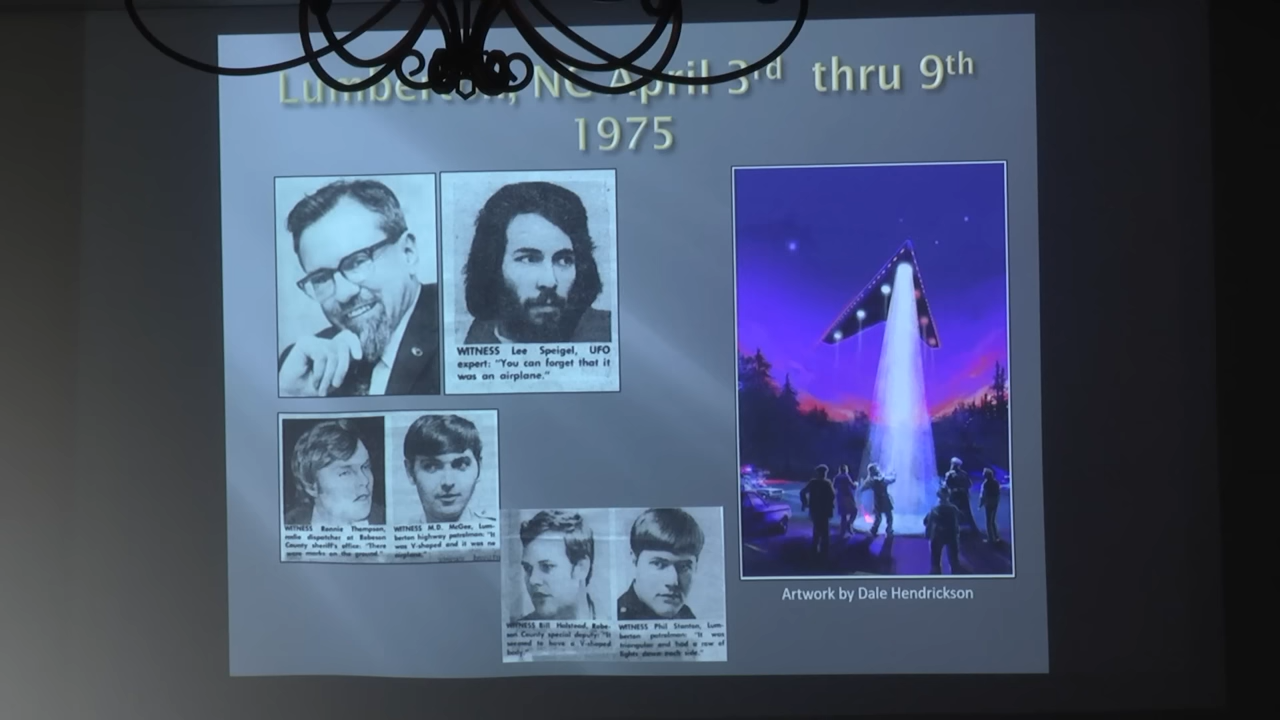 Lumberton, NC April 3rd thru 9th
1975
WITNESS Lee Speigel, UFO
expert: "You can forget that it
was an airplane."
WITNESS Ronnie Thompson,
radio dispatcher at Robeson
County sheriff's office: "There
were marks on the ground."
WITNESS M.D. McGee, Lum-
berton highway patrolman: "It
was V-shaped and it was no
airplane."
WITNESS Bill Halstead, Robe-
son County special deputy: "It
seemed to have a V-shaped
body."
WITNESS Phil Stanton, Lum-
berton patrolman: "It was
triangular and had a row of
lights down each side."
Artwork by Dale Hendrickson